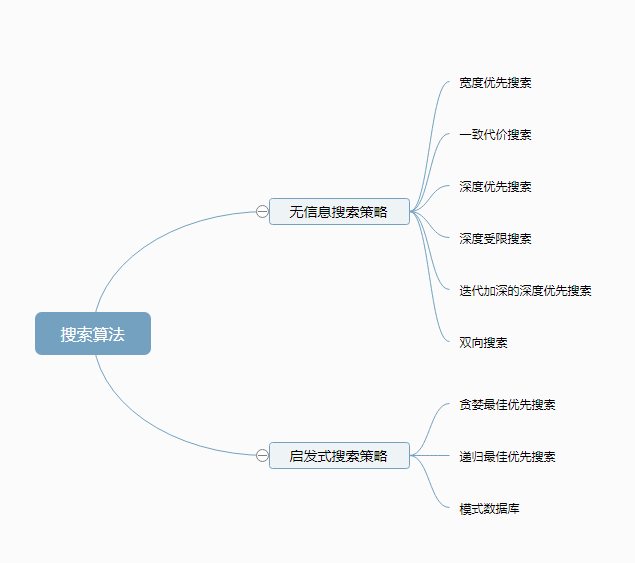 搜索算法
无信息搜索策略
宽度优先搜索
一致代价搜索
深度优先搜索
深度受限搜索
迭代加深的深度优先搜索
双向搜索
启发式搜索策略
贪婪最佳优先搜索
递归最佳优先搜索
模式数据库